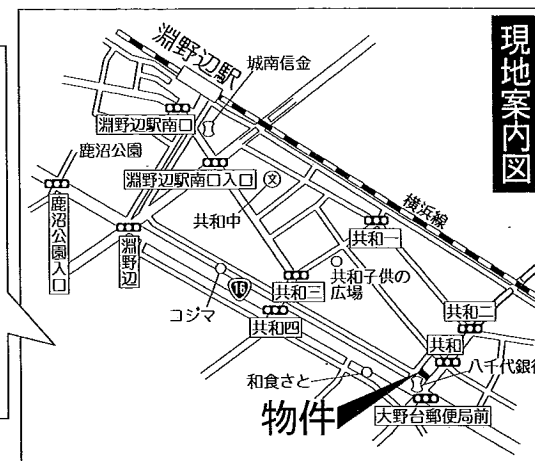 現地案内図
淵野辺駅
城南信金
淵野辺駅南口
鹿沼公園
淵野辺駅南口入口
文
横浜線
鹿沼公園入口
淵野辺
共和中
共和一
共和子供の
広場
コジマ
16
共和三
共和四
共和二
共和
八千代銀行
和食さと
物件
大野台郵便局前